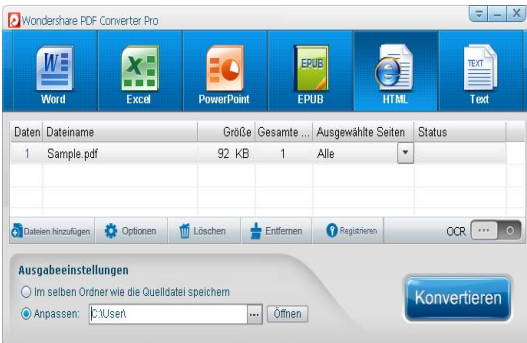 Wondershare PDF Converter Pro
Word Excel PowerPoint EPUB HTML Text
Daten Dateiname Größe Gesamte ... Ausgewählte Seiten Status
1 Sample.pdf 92 KB 1 Alle
Dateien hinzufügen Optionen Löschen Entfernen Registrieren OCR
Ausgabeeinstellungen
Im selben Ordner wie die Quelldatei speichern
Anpassen: C:\User\ ... Öffnen
Konvertieren